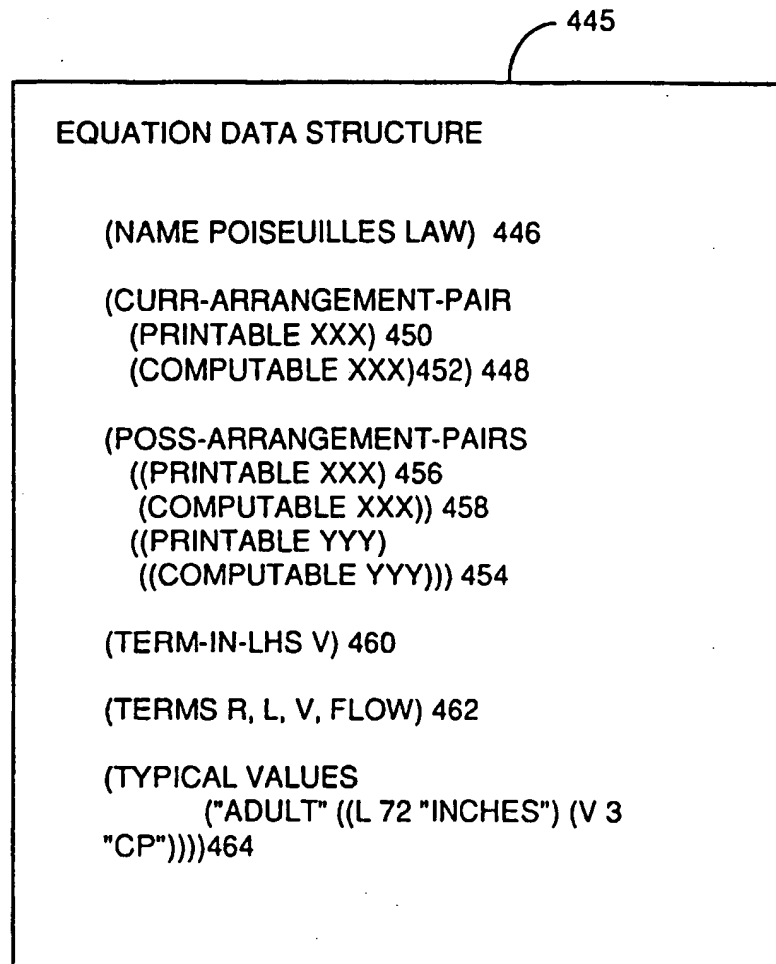 445
EQUATION DATA STRUCTURE
(NAME POISEUILLES LAW) 446
(CURR-ARRANGEMENT-PAIR
(PRINTABLE XXX) 450
(COMPUTABLE XXX)452) 448
(POSS-ARRANGEMENT-PAIRS
((PRINTABLE XXX) 456
(COMPUTABLE XXX)) 458
((PRINTABLE YYY)
((COMPUTABLE YYY))) 454
(TERM-IN-LHS V) 460
(TERMS R, L, V, FLOW) 462
(TYPICAL VALUES
("ADULT" ((L 72 "INCHES") (V 3
"CP"))))464